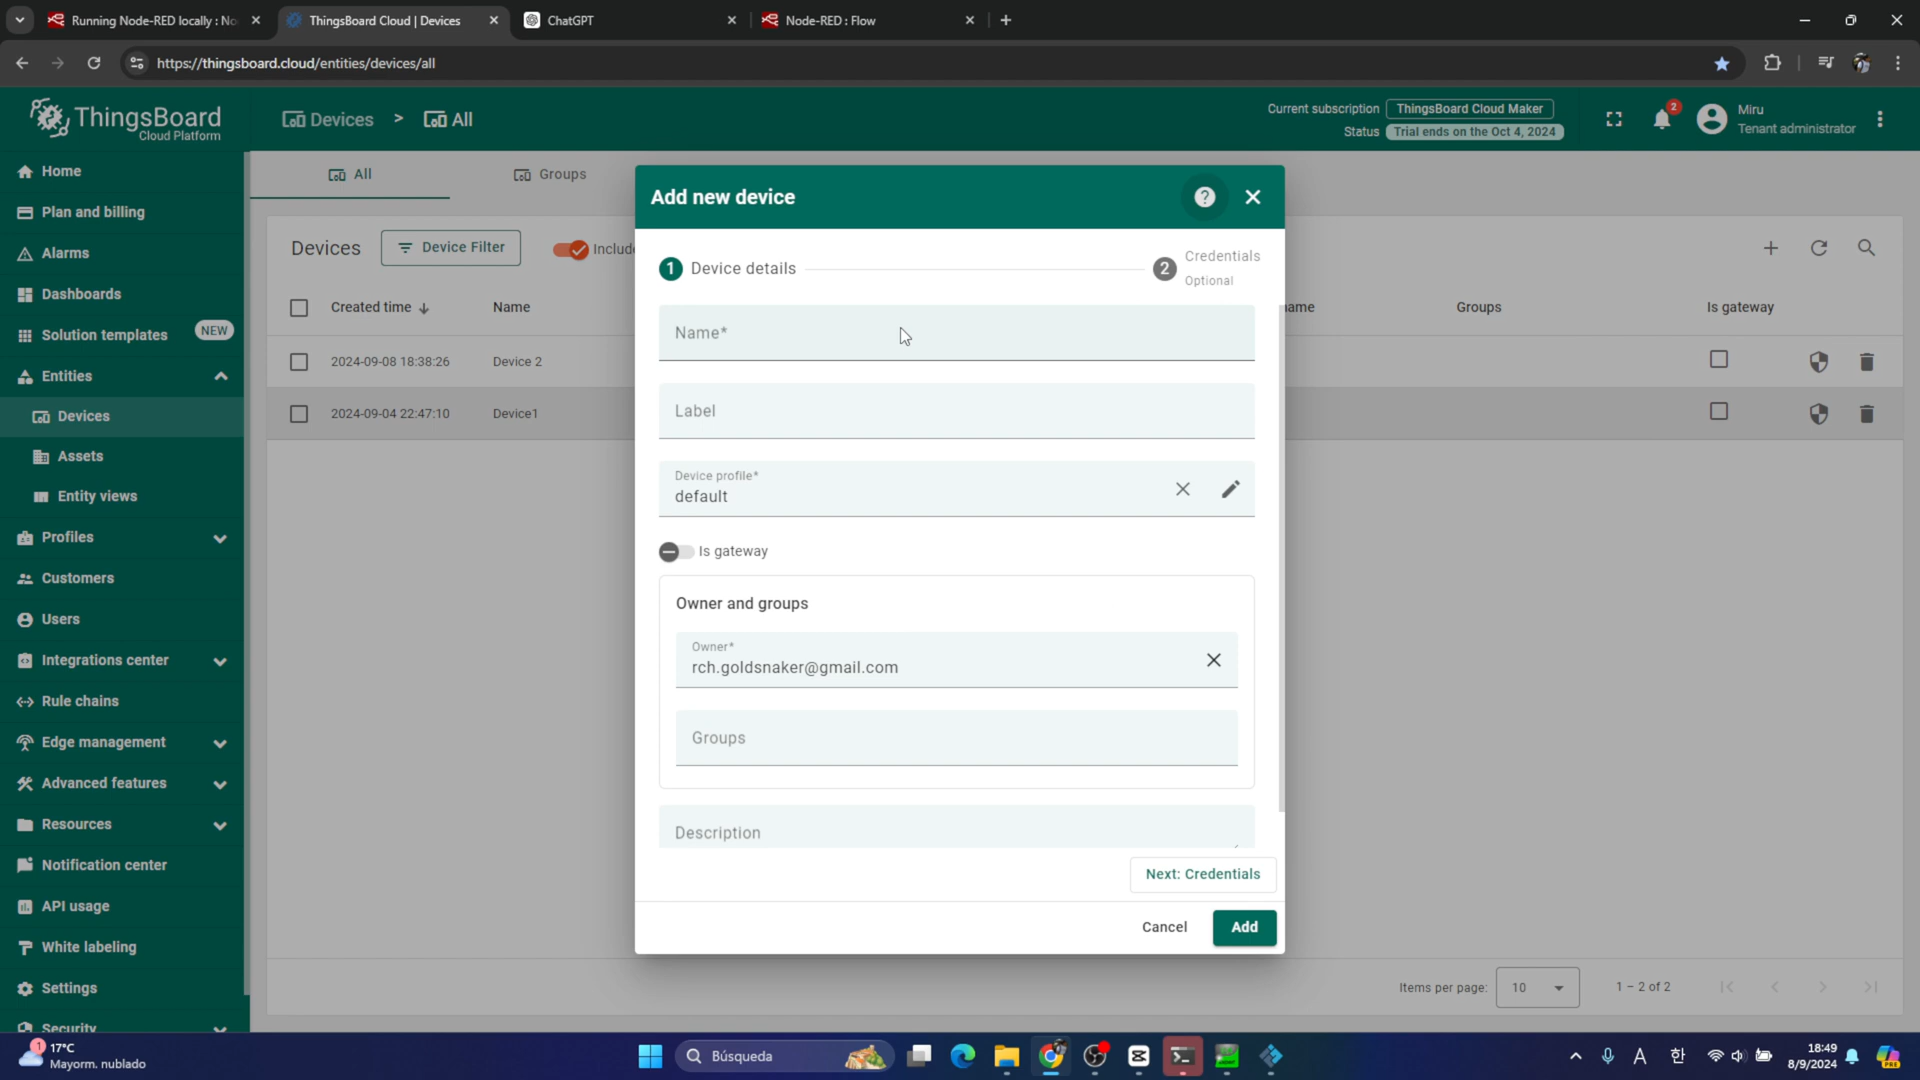 Running Node-RED locally : No
ThingsBoard Cloud | Devices
ChatGPT
Node-RED : Flow
https://thingsboard.cloud/entities/devices/all
ThingsBoard
Cloud Platform
Devices > All
Current subscription ThingsBoard Cloud Maker
Status Trial ends on the Oct 4, 2024
2
Miru
Tenant administrator
Home
Plan and billing
Alarms
Dashboards
Solution templates NEW
Entities
Devices
Assets
Entity views
Profiles
Customers
Users
Integrations center
Rule chains
Edge management
Advanced features
Resources
Notification center
API usage
White labeling
Settings
Security
All
Groups
Devices
Device Filter
Include
Created time
Name
Groups
Is gateway
2024-09-08 18:38:26
Device 2
2024-09-04 22:47:10
Device1
Add new device
1 Device details
2 Credentials
Optional
Name*
Label
Device profile*
default
Is gateway
Owner and groups
Owner*
rch.goldsnaker@gmail.com
Groups
Description
Next: Credentials
Cancel
Add
Items per page: 10
1 – 2 of 2
1
17°C
Mayorm. nublado
Búsqueda
A
한
18:49
8/9/2024
PRE